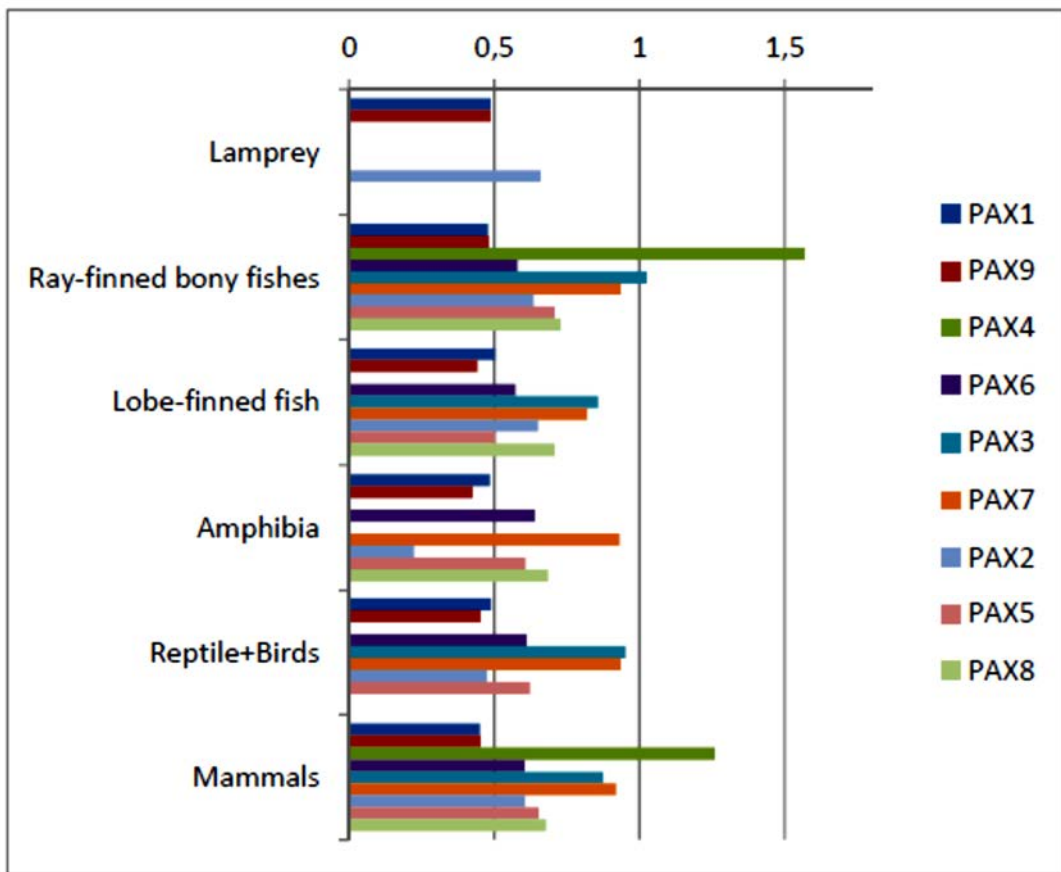 0 0,5 1 1,5
Lamprey
Ray-finned bony fishes
Lobe-finned fish
Amphibia
Reptile+Birds
Mammals
PAX1
PAX9
PAX4
PAX6
PAX3
PAX7
PAX2
PAX5
PAX8